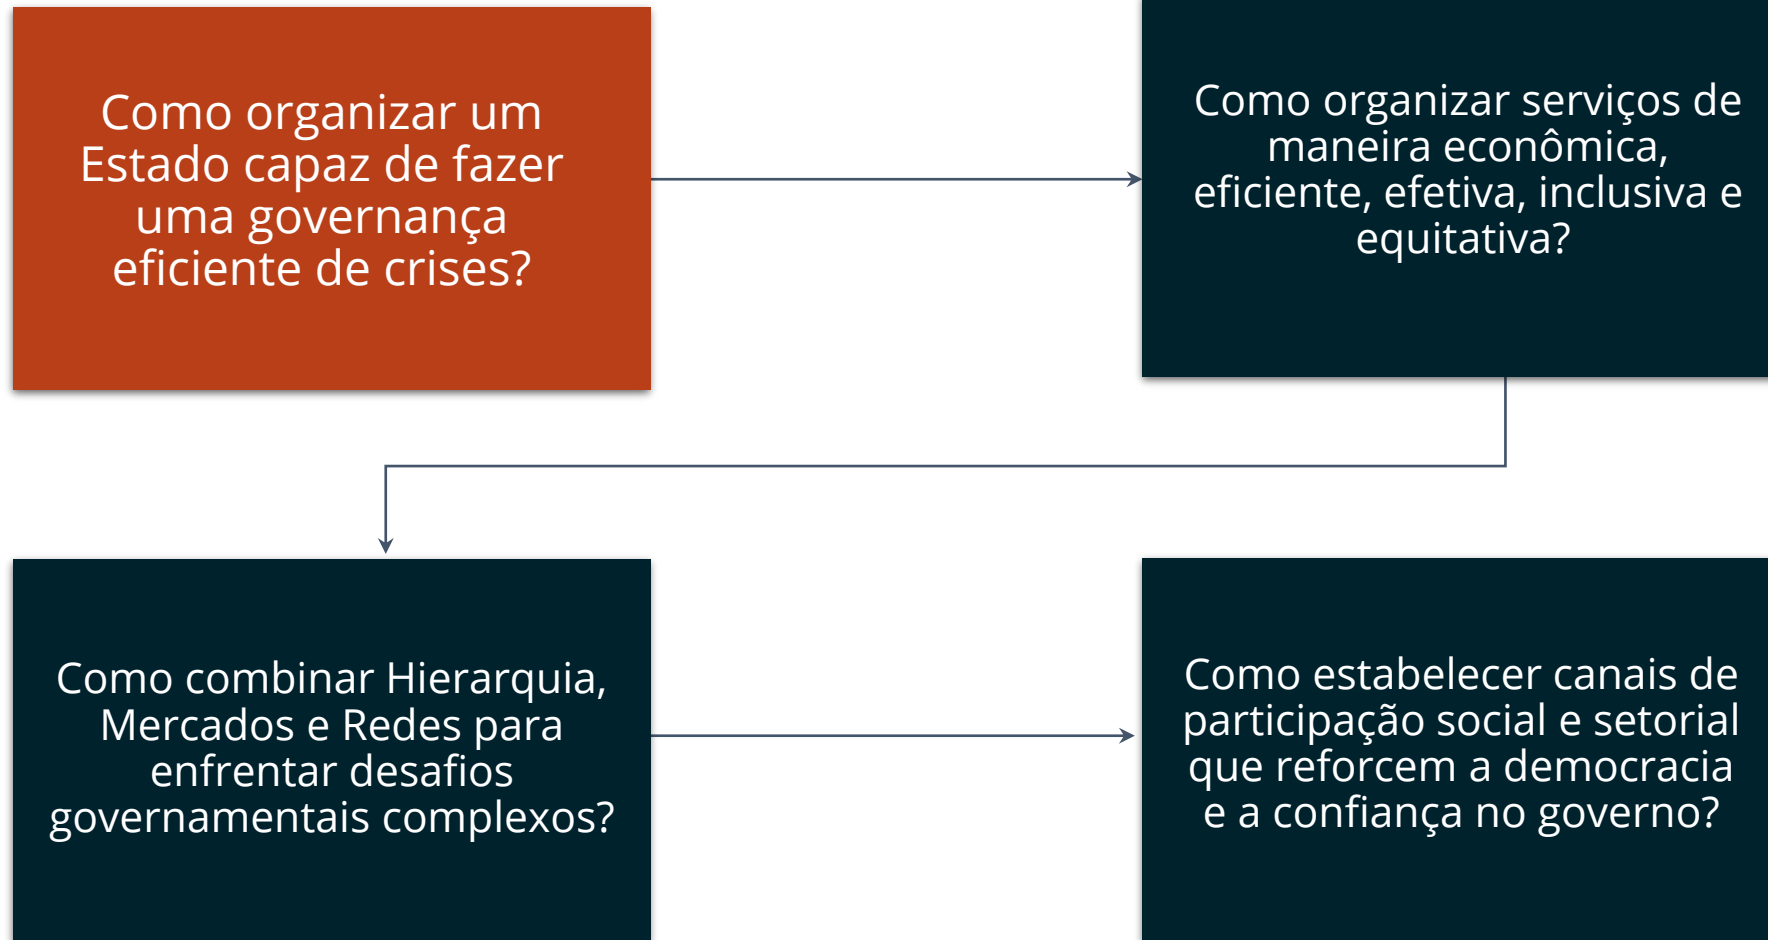 Como organizar um
Estado capaz de fazer
uma governança
eficiente de crises?
Como organizar serviços de
maneira econômica,
eficiente, efetiva, inclusiva e
equitativa?
Como combinar Hierarquia,
Mercados e Redes para
enfrentar desafios
governamentais complexos?
Como estabelecer canais de
participação social e setorial
que reforcem a democracia
e a confiança no governo?